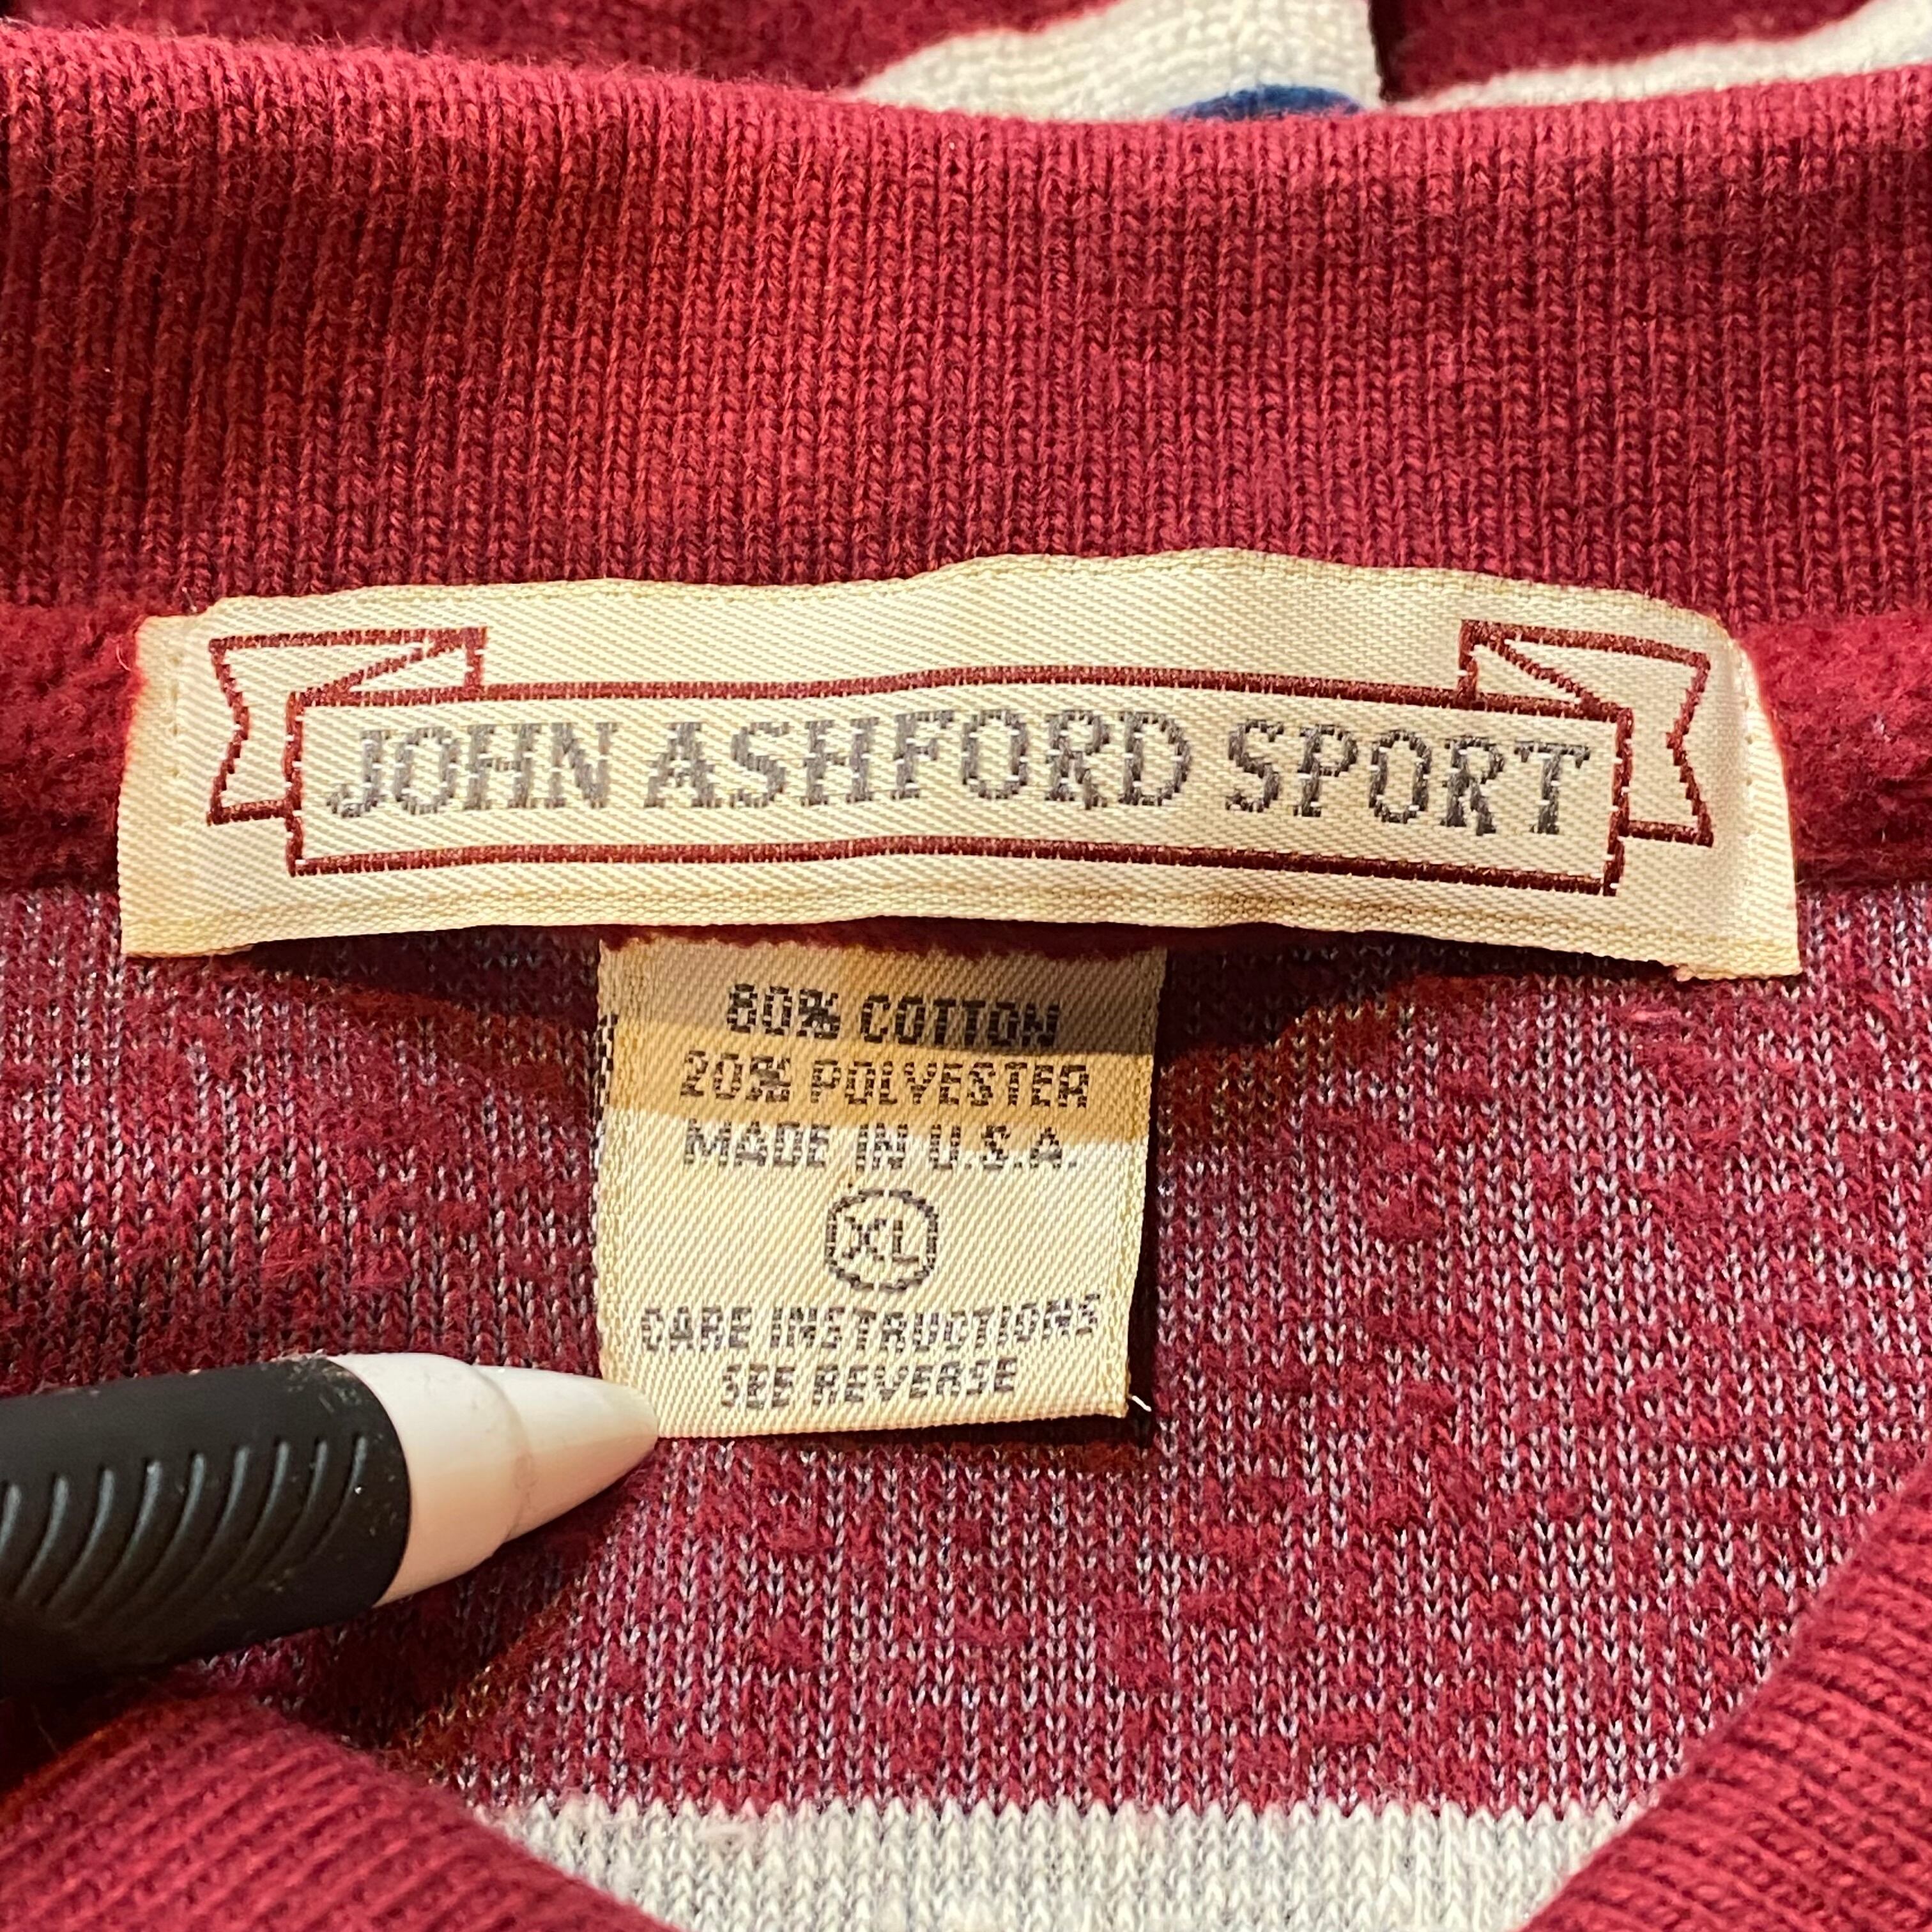 JOHN ASHFORD SPORT
80% COTTON
20% POLYESTER
MADE IN U.S.A.
XL
CARE INSTRUCTIONS
SEE REVERSE